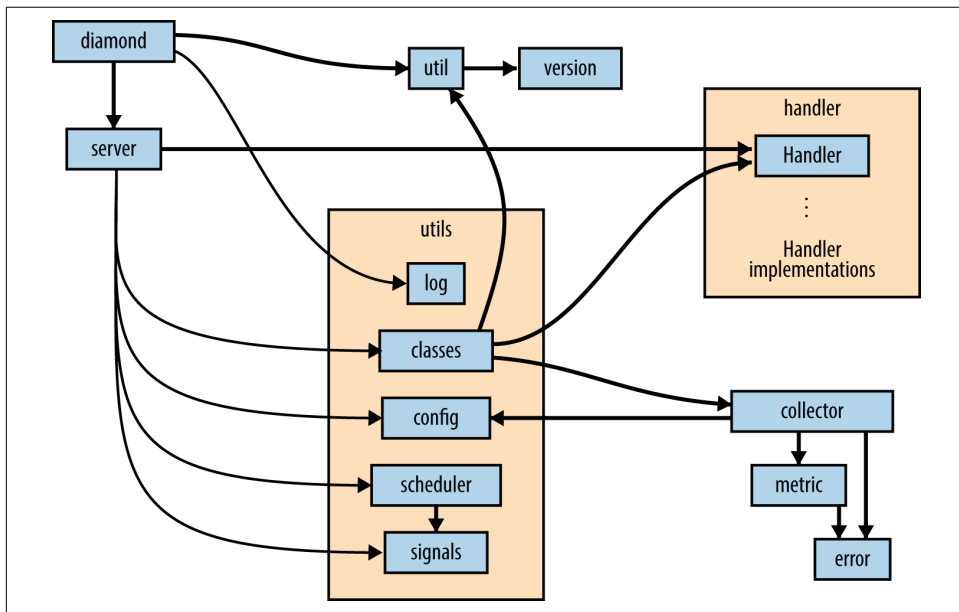 diamond
util
version
server
handler
Handler
⋮
Handler
implementations
utils
log
classes
config
scheduler
signals
collector
metric
error